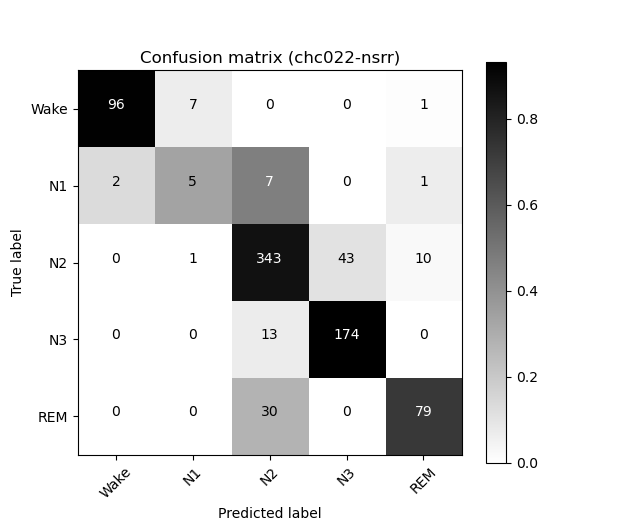 Confusion matrix (chc022-nsrr)
Wake 96 7 0 0 1
N1 2 5 7 0 1
N2 0 1 343 43 10
N3 0 0 13 174 0
REM 0 0 30 0 79
Wake N1 N2 N3 REM
Predicted label
True label
0.8
0.6
0.4
0.2
0.0